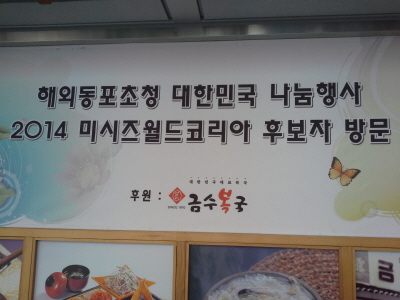 해외동포초청 대한민국 나눔행사
2014 미시즈월드코리아 후보자 방문
후원 : 금수복국
금